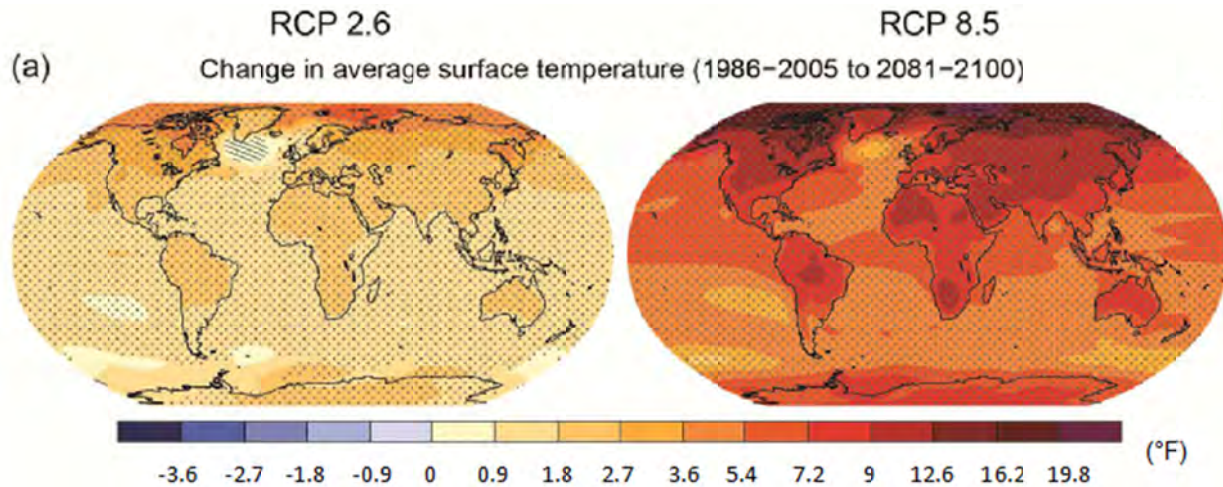 RCP 2.6 RCP 8.5
(a) Change in average surface temperature (1986–2005 to 2081–2100)
-3.6 -2.7 -1.8 -0.9 0 0.9 1.8 2.7 3.6 5.4 7.2 9 12.6 16.2 19.8 (°F)